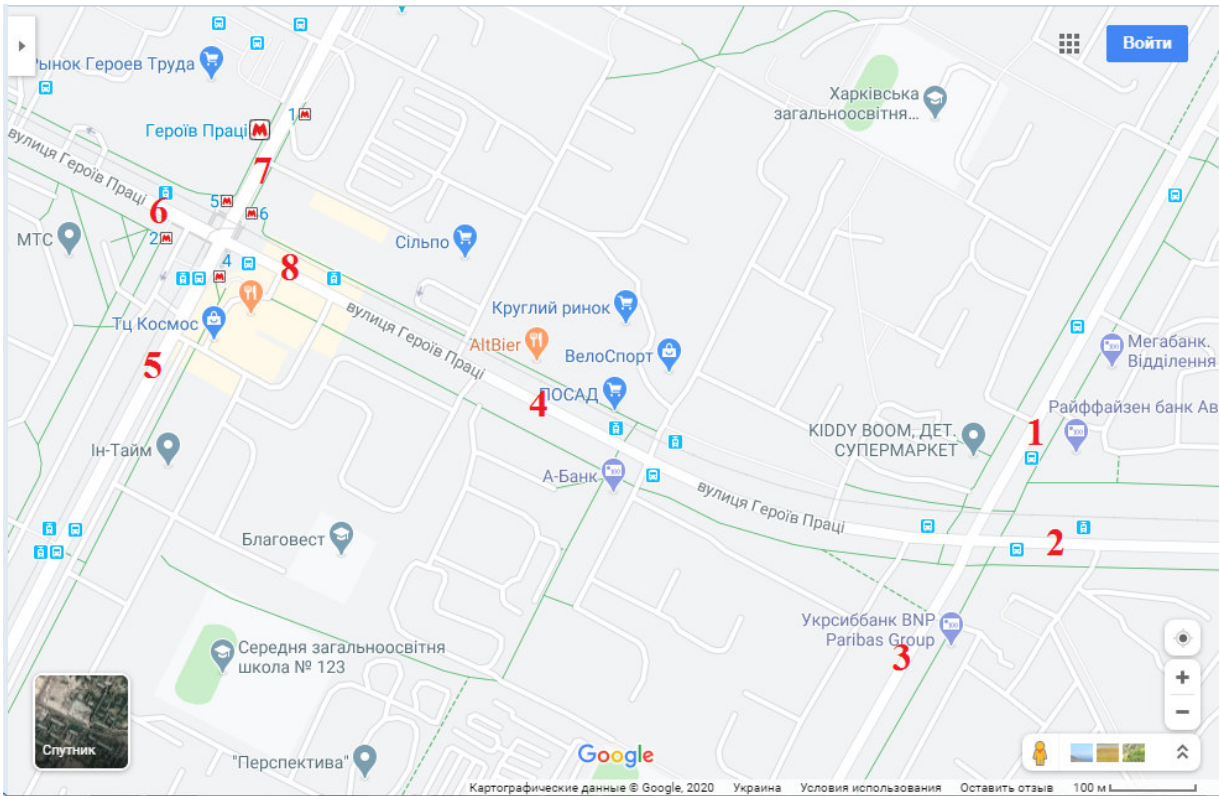 Рынок Героев Труда
Войти
Харківська
загальноосвітня...
1
Героїв Праці
7
вулиця Героїв Праці
5
6
6
2
МТС
4
8
Сільпо
вулиця Героїв Праці
Круглий ринок
Тц Космос
AltBier
ВелоСпорт
Мегабанк.
Відділення
5
4
ПОСАД
Райффайзен банк Ав
1
KIDDY BOOM, ДЕТ.
СУПЕРМАРКЕТ
Ін-Тайм
А-Банк
вулиця Героїв Праці
2
Благовест
Укрсиббанк BNP
Paribas Group
3
Середня загальноосвітня
школа № 123
Спутник
"Перспектива"
Google
Картографические данные © Google, 2020 Украина Условия использования Оставить отзыв 100 м